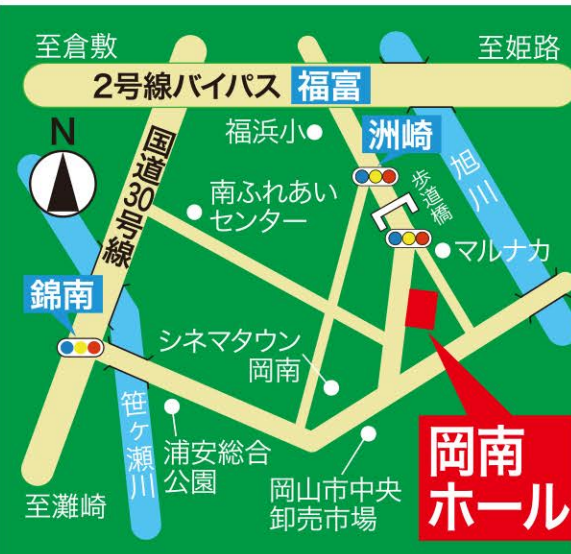 至倉敷
至姫路
2号線バイパス 福富
N
国道30号線
福浜小
洲崎
旭川
歩道橋
南ふれあい
センター
マルナカ
錦南
シネマタウン
岡南
笹ヶ瀬川
浦安総合
公園
岡山市中央
卸売市場
至灘崎
岡南
ホール